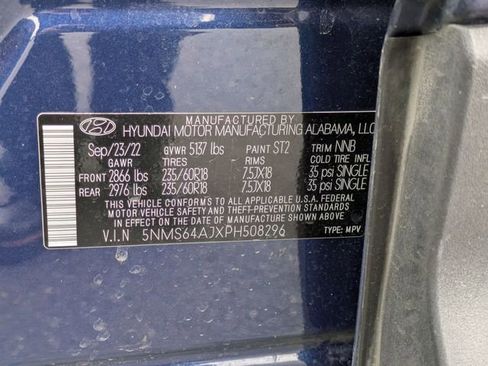 MANUFACTURED BY
HYUNDAI MOTOR MANUFACTURING ALABAMA, LLC
Sep/23/22 GVWR 5137 lbs PAINT ST2 TRIM NNB
GAWR TIRES RIMS COLD TIRE INFL
FRONT 2866 lbs 235/60R18 7.5JX18 35 psi SINGLE
REAR 2976 lbs 235/60R18 7.5JX18 35 psi SINGLE
THIS VEHICLE CONFORMS TO ALL APPLICABLE U.S.A. FEDERAL
MOTOR VEHICLE SAFETY AND THEFT PREVENTION STANDARDS
IN EFFECT ON THE DATE OF MANUFACTURE SHOWN ABOVE.
V.I.N 5NMS64AJXPH508296 TYPE: MPV